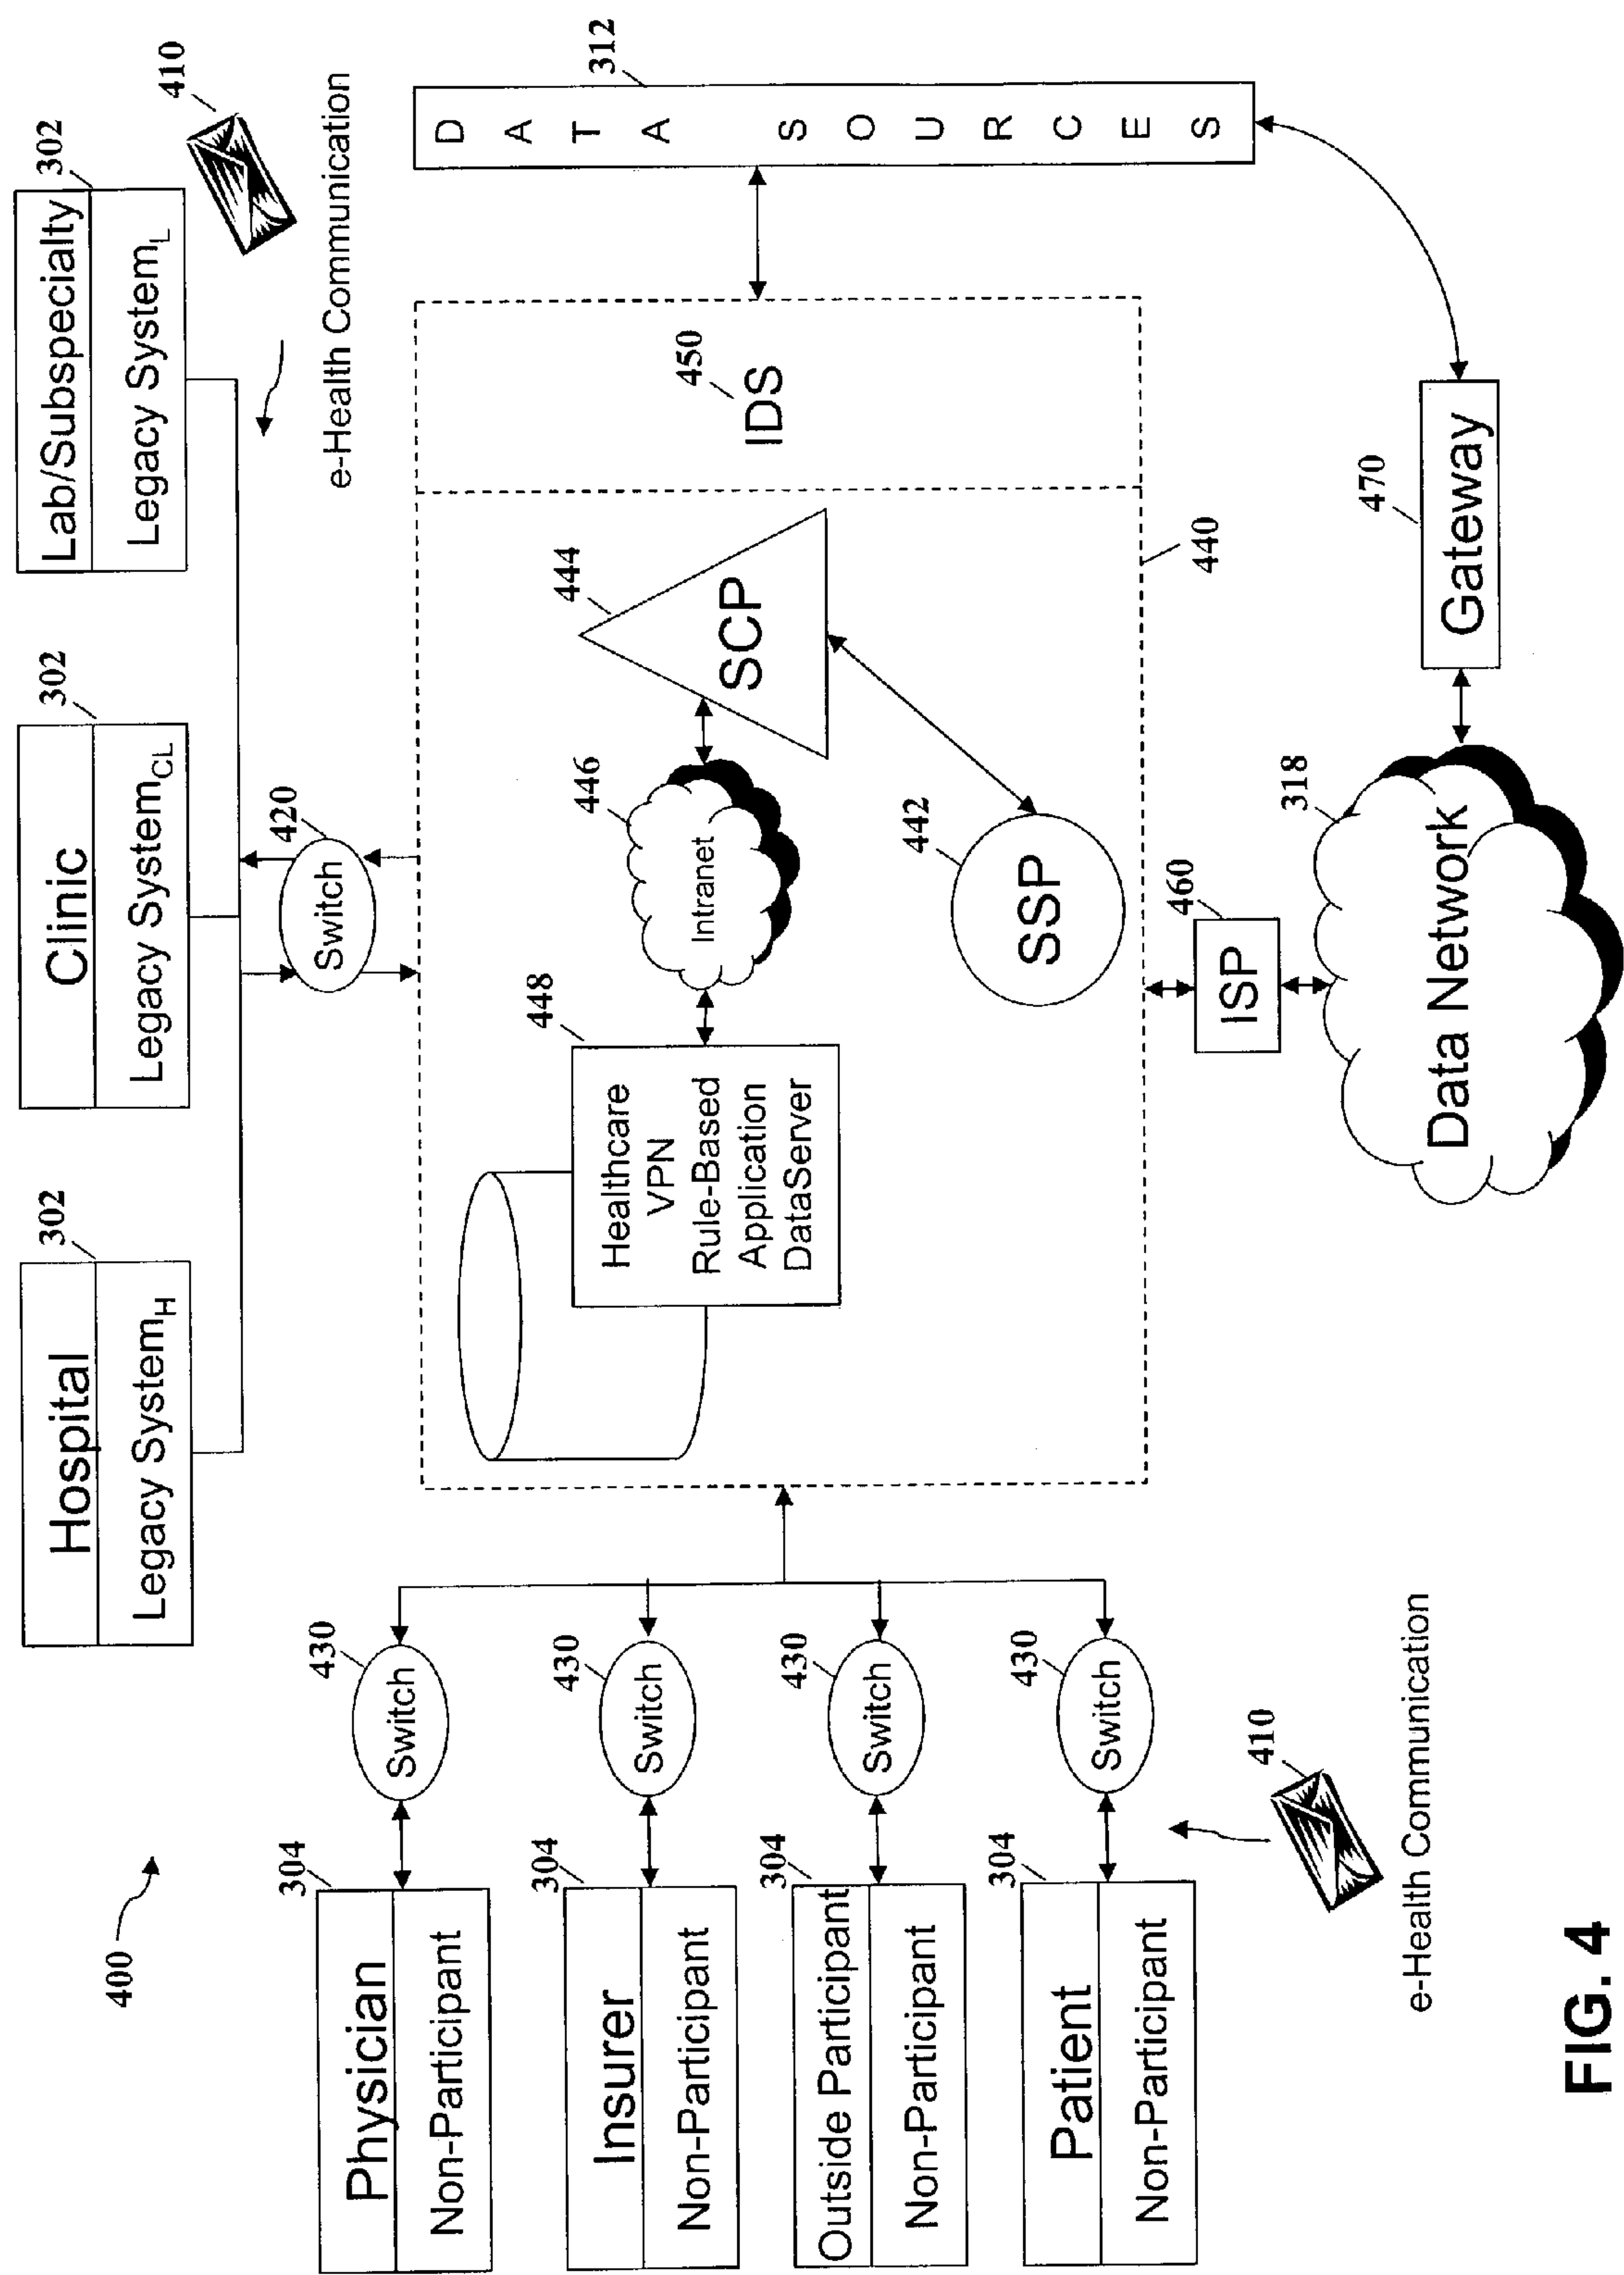 400
Hospital
Legacy SystemH
302
Clinic
Legacy SystemCL
302
Lab/Subspecialty
Legacy SystemL
302
410
e-Health Communication
Switch
420
Physician
Non-Participant
304
Switch
430
Insurer
Non-Participant
304
Switch
430
Outside Participant
Non-Participant
304
Switch
430
Patient
Non-Participant
304
Switch
430
410
e-Health Communication
Healthcare
VPN
Rule-Based
Application
DataServer
448
Intranet
446
SCP
444
SSP
442
440
IDS
450
DATA SOURCES
312
ISP
460
Data Network
318
Gateway
470
FIG. 4